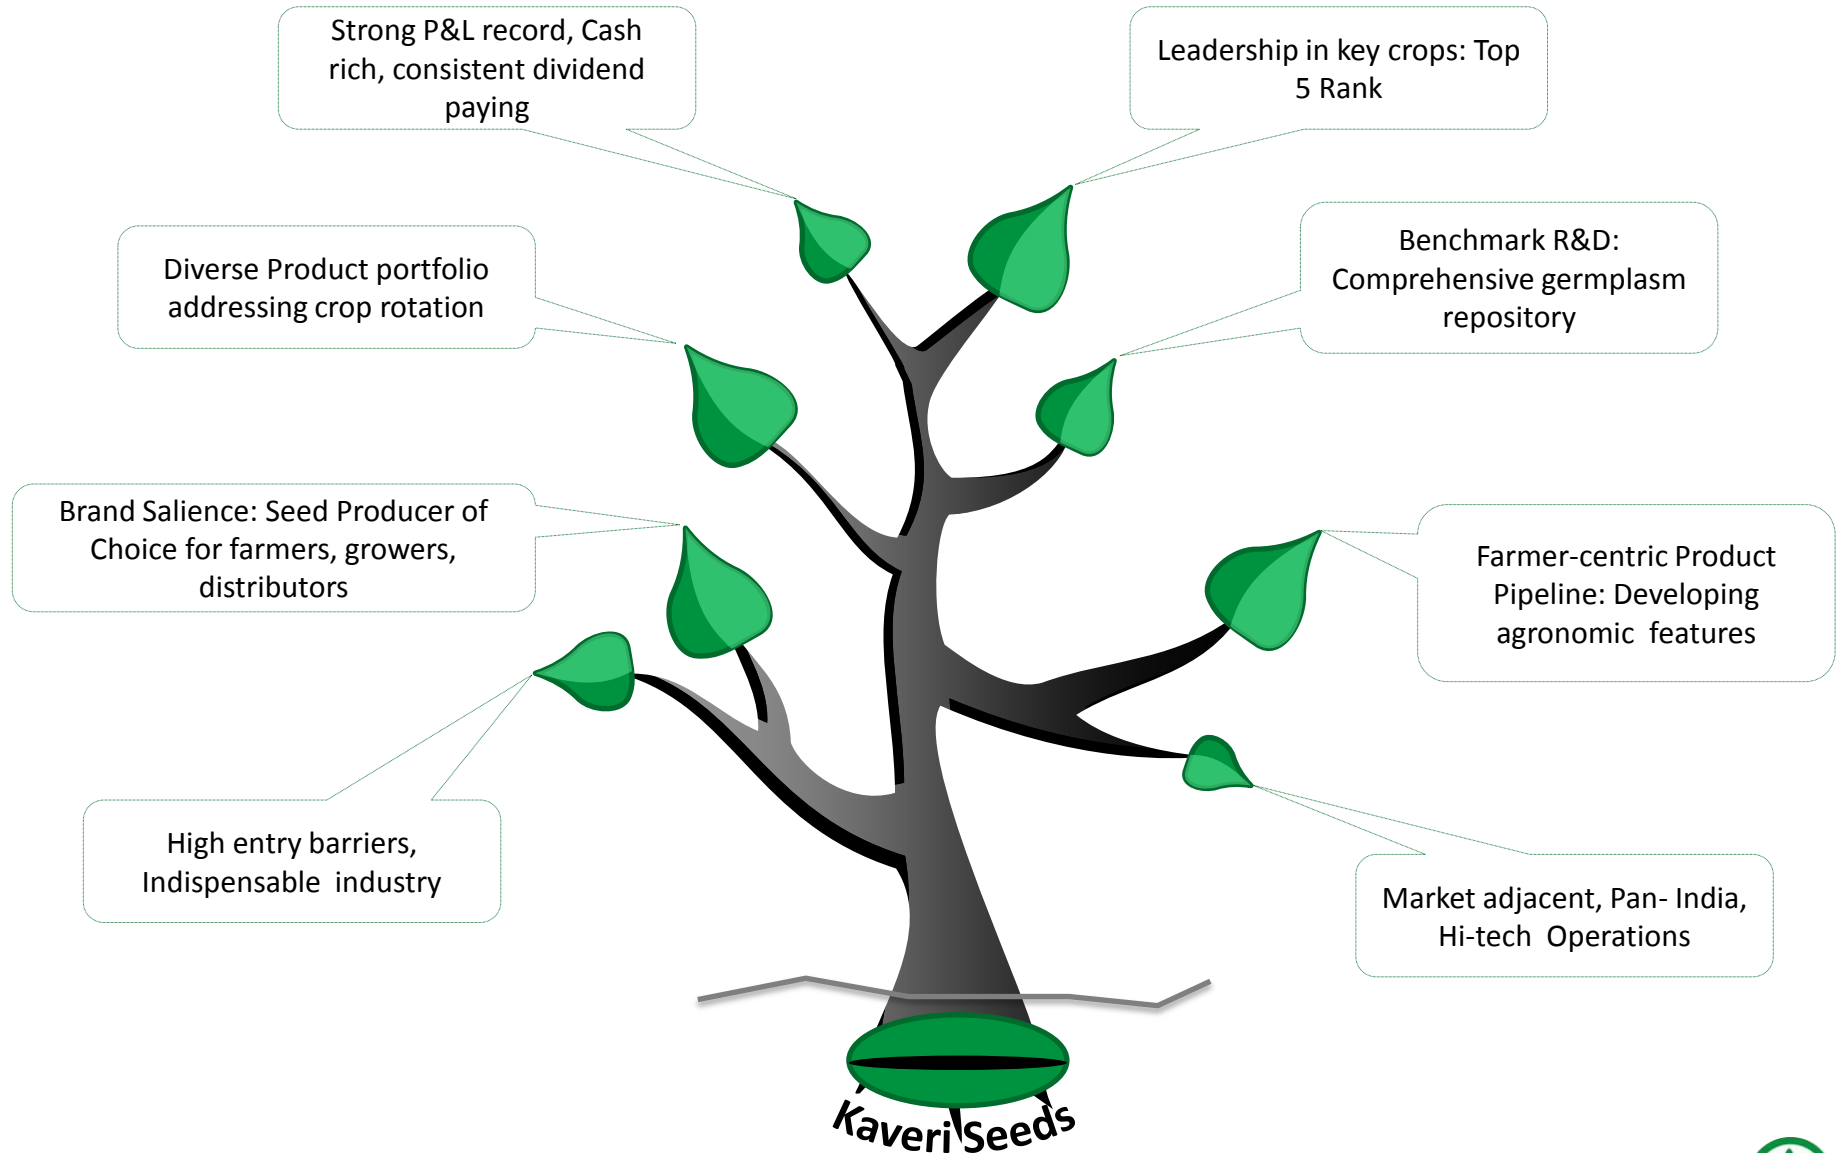 Strong P&L record, Cash
rich, consistent dividend
paying
Leadership in key crops: Top
5 Rank
Diverse Product portfolio
addressing crop rotation
Benchmark R&D:
Comprehensive germplasm
repository
Brand Salience: Seed Producer of
Choice for farmers, growers,
distributors
Farmer-centric Product
Pipeline: Developing
agronomic features
High entry barriers,
Indispensable industry
Market adjacent, Pan- India,
Hi-tech Operations
Kaveri Seeds